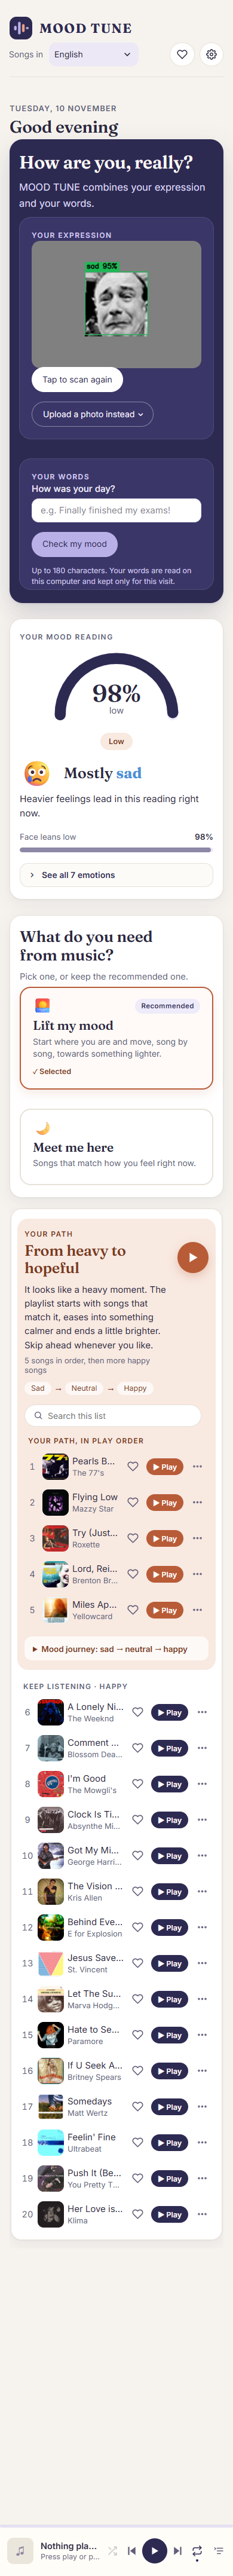 MOOD TUNE
Songs in English
TUESDAY, 10 NOVEMBER
Good evening
How are you, really?
MOOD TUNE combines your expression
and your words.
YOUR EXPRESSION
sad 95%
Tap to scan again
Upload a photo instead
YOUR WORDS
How was your day?
e.g. Finally finished my exams!
Check my mood
Up to 180 characters. Your words are read on
this computer and kept only for this visit.
YOUR MOOD READING
98%
low
Low
Mostly sad
Heavier feelings lead in this reading right
now.
Face leans low 98%
See all 7 emotions
What do you need
from music?
Pick one, or keep the recommended one.
Recommended
Lift my mood
Start where you are and move, song by
song, towards something lighter.
✓ Selected
Meet me here
Songs that match how you feel right now.
YOUR PATH
From heavy to
hopeful
It looks like a heavy moment. The
playlist starts with songs that
match it, eases into something
calmer and ends a little brighter.
Skip ahead whenever you like.
5 songs in order, then more happy
songs
Sad → Neutral → Happy
Search this list
YOUR PATH, IN PLAY ORDER
1 Pearls B... Play
The 77's
2 Flying Low Play
Mazzy Star
3 Try (Just... Play
Roxette
4 Lord, Rei... Play
Brenton Br...
5 Miles Ap... Play
Yellowcard
Mood journey: sad → neutral → happy
KEEP LISTENING · HAPPY
6 A Lonely Ni... Play
The Weeknd
7 Comment ... Play
Blossom Dea...
8 I'm Good Play
The Mowgli's
9 Clock Is Ti... Play
Absynthe Mi...
10 Got My Mi... Play
George Harri...
11 The Vision ... Play
Kris Allen
12 Behind Eve... Play
E for Explosion
13 Jesus Save... Play
St. Vincent
14 Let The Su... Play
Marva Hodg...
15 Hate to Se... Play
Paramore
16 If U Seek A... Play
Britney Spears
17 Somedays Play
Matt Wertz
18 Feelin' Fine Play
Ultrabeat
19 Push It (Be... Play
You Pretty T...
20 Her Love is... Play
Klima
Nothing pla...
Press play or p...